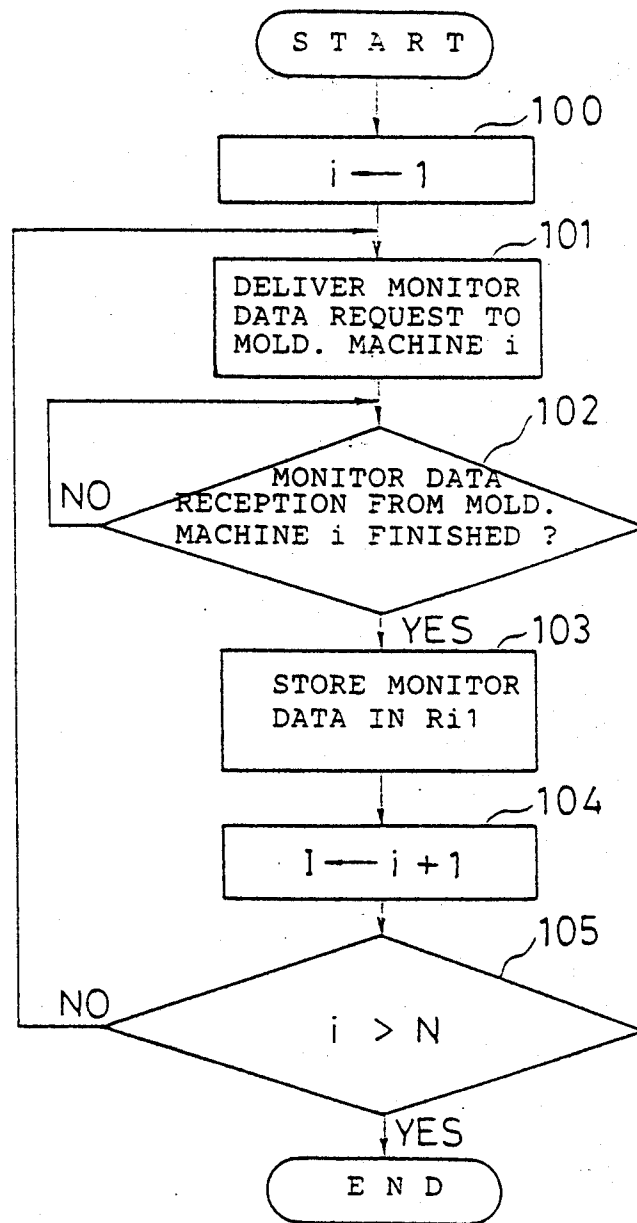 START
100
i ← 1
101
DELIVER MONITOR
DATA REQUEST TO
MOLD. MACHINE i
102
MONITOR DATA
RECEPTION FROM MOLD.
MACHINE i FINISHED ?
NO
YES
103
STORE MONITOR
DATA IN Ri1
104
I ← i + 1
105
i > N
NO
YES
END